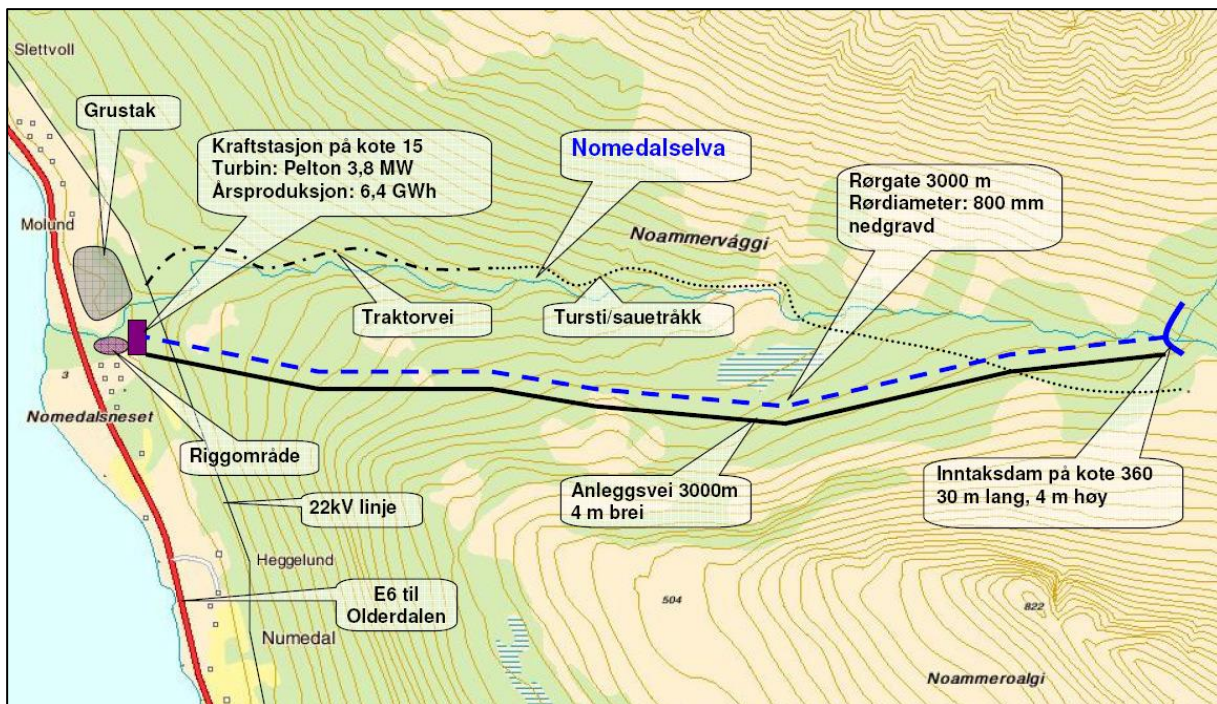 Slettvoll
Grustak
Kraftstasjon på kote 15
Turbin: Pelton 3,8 MW
Årsproduksjon: 6,4 GWh
Nomedalselva
Rørgate 3000 m
Rørdiameter: 800 mm
nedgravd
Noammervággi
Molund
Traktorvei
Tursti/sauetråkk
3
Nomedalsneset
Riggområde
Anleggsvei 3000m
4 m brei
Inntaksdam på kote 360
30 m lang, 4 m høy
22kV linje
Heggelund
E6 til
Olderdalen
504
822
Numedal
Noammeroalgi